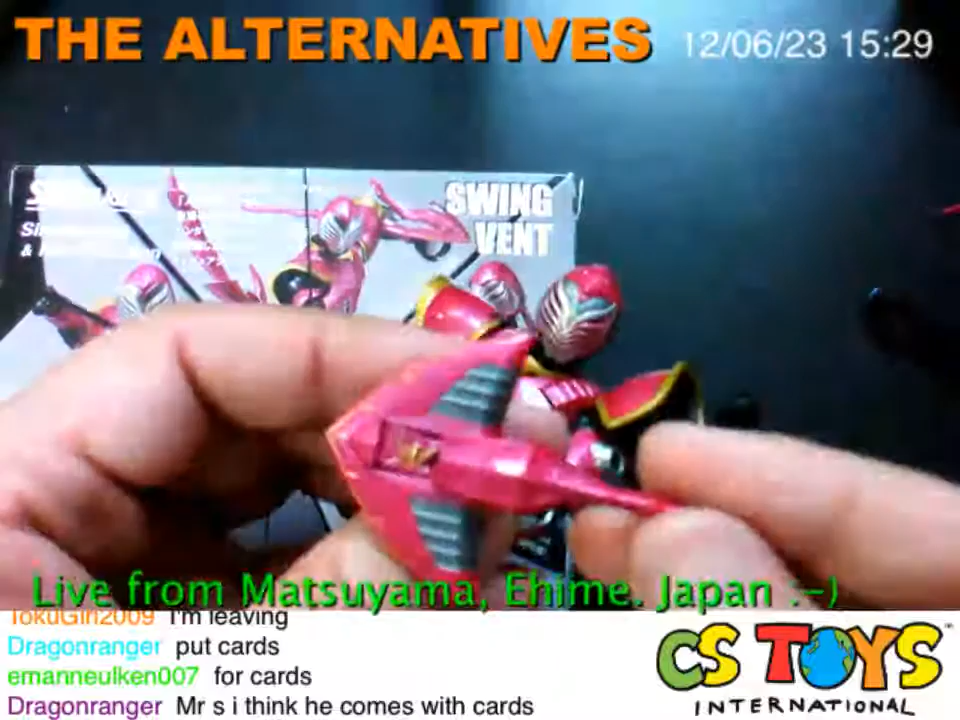 THE ALTERNATIVES
12/06/23 15:29
SWING
VENT
Live from Matsuyama, Ehime. Japan :-)
TokuGirl2009 I'm leaving
Dragonranger put cards
emanneulken007 for cards
Dragonranger Mr s i think he comes with cards
CS TOYS
INTERNATIONAL